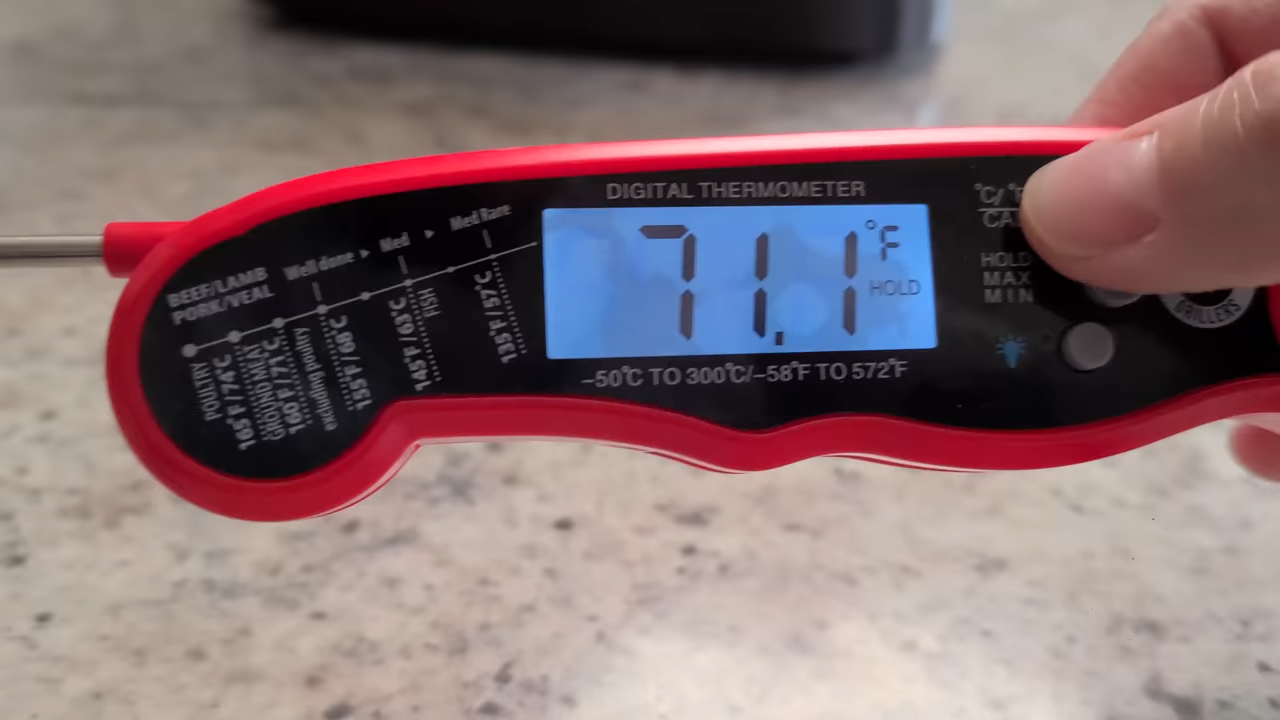 DIGITAL THERMOMETER
71.1 °F
HOLD
-50℃ TO 300℃/-58℉ TO 572℉
°C/
HOLD
MAX
MIN
GRILLERS
BEEF/LAMB
PORK/VEAL
Well done ▸ Med ▸ Med Rare
POULTRY
165°F/74°C
GROUND MEAT
160°F/71°C
excluding poultry
155°F/68°C
145°F/63°C
FISH
135°F/57°C